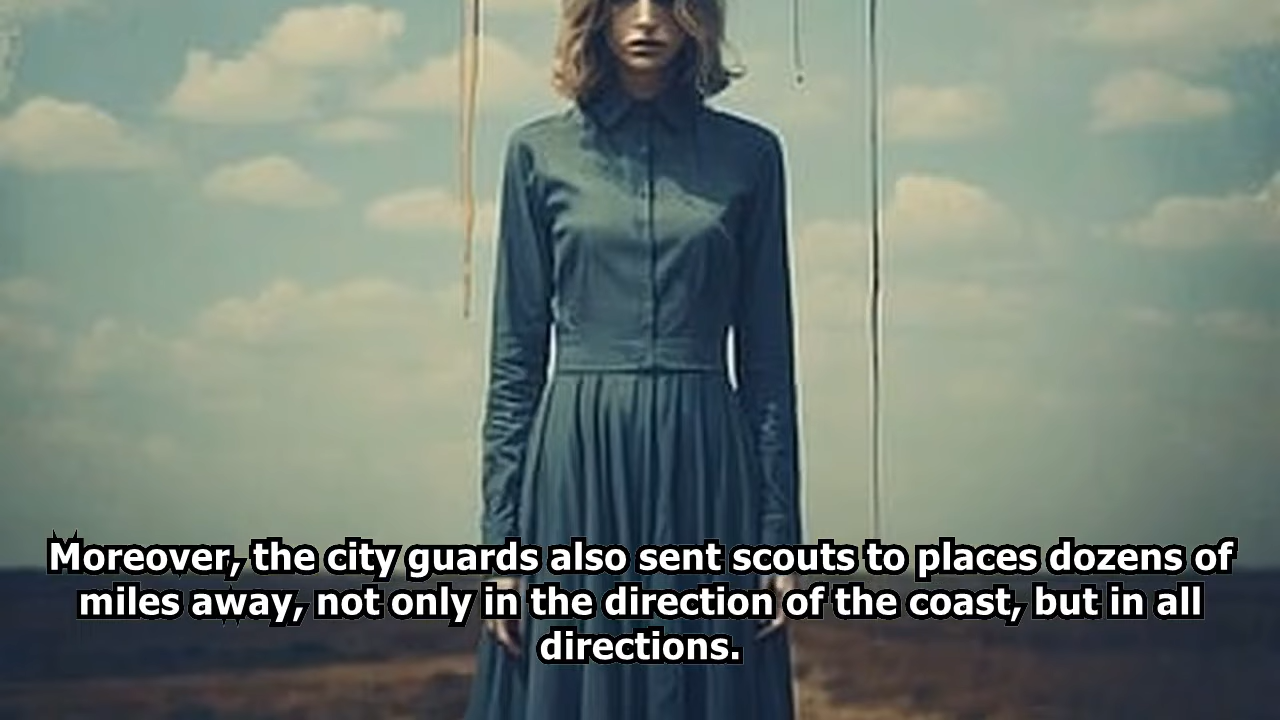 Moreover, the city guards also sent scouts to places dozens of
miles away, not only in the direction of the coast, but in all
directions.